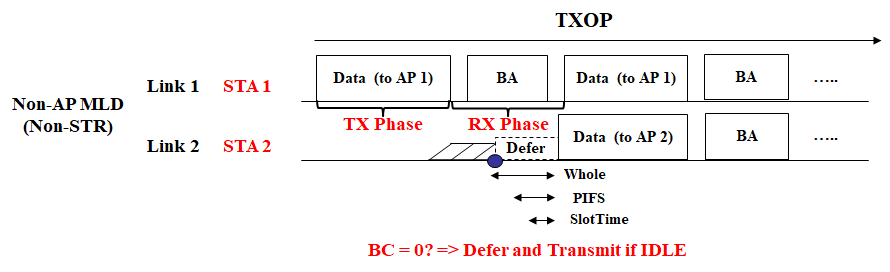 TXOP
Data (to AP 1)
BA
Data (to AP 1)
BA
.....
Link 1
STA 1
Non-AP MLD
(Non-STR)
TX Phase
RX Phase
Link 2
STA 2
Defer
Data (to AP 2)
BA
.....
Whole
PIFS
SlotTime
BC = 0? => Defer and Transmit if IDLE